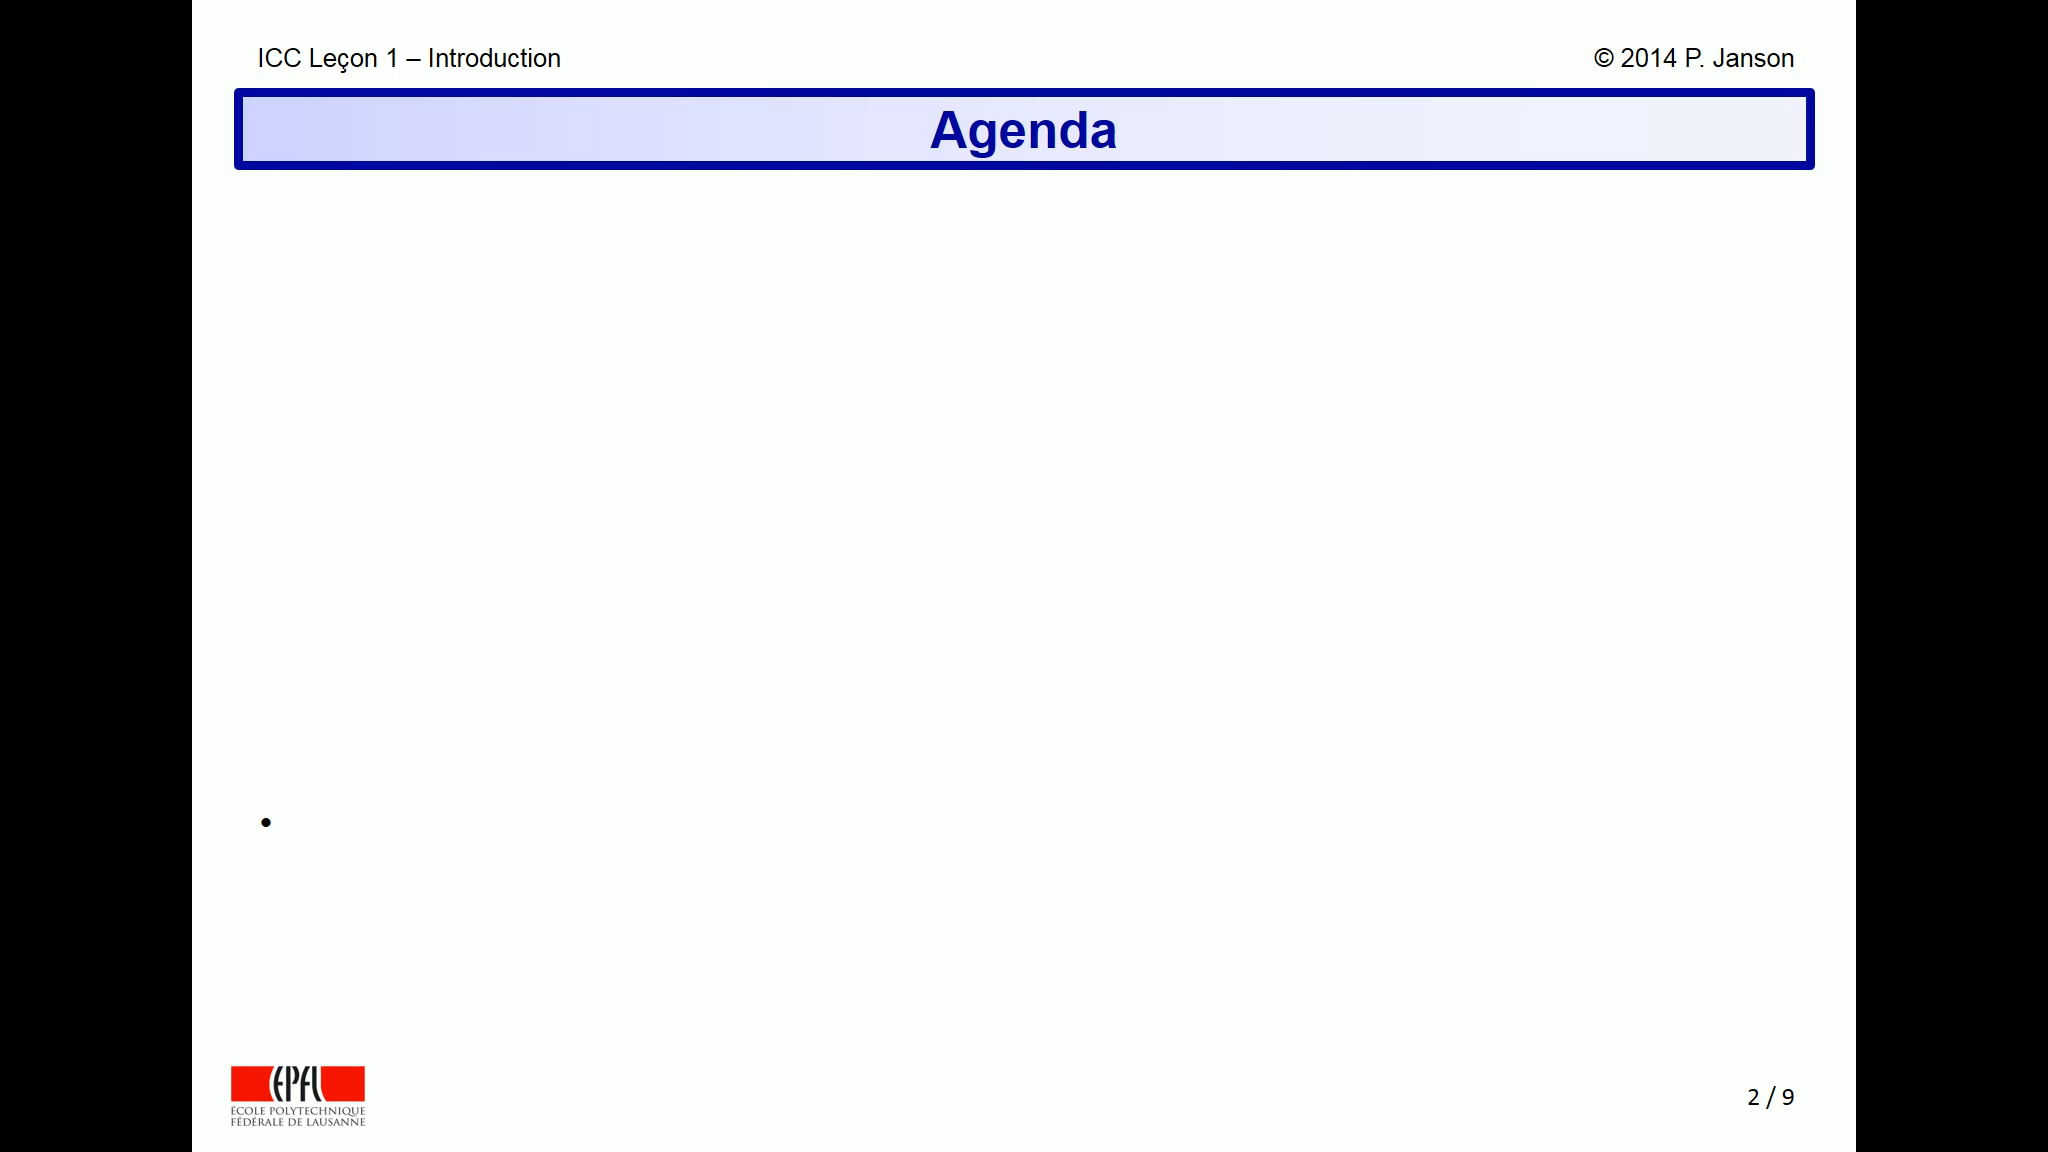 ICC Leçon 1 – Introduction
© 2014 P. Janson
Agenda
•
EPFL
ÉCOLE POLYTECHNIQUE
FÉDÉRALE DE LAUSANNE
2 / 9